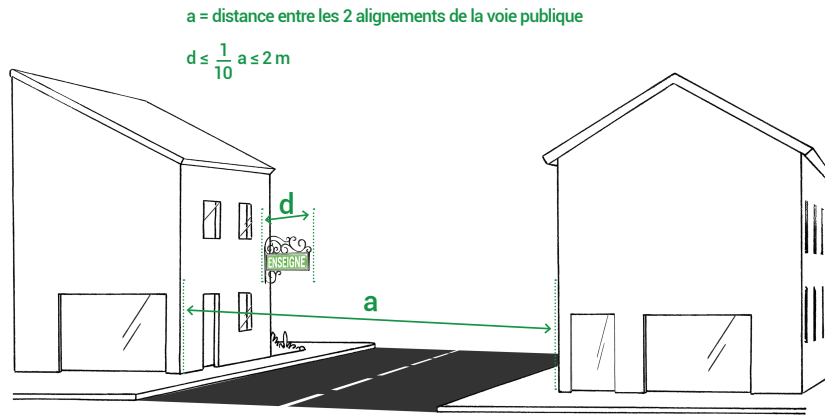 a = distance entre les 2 alignements de la voie publique
d ≤ 1/10 a ≤ 2 m
d
ENSEIGNE
a